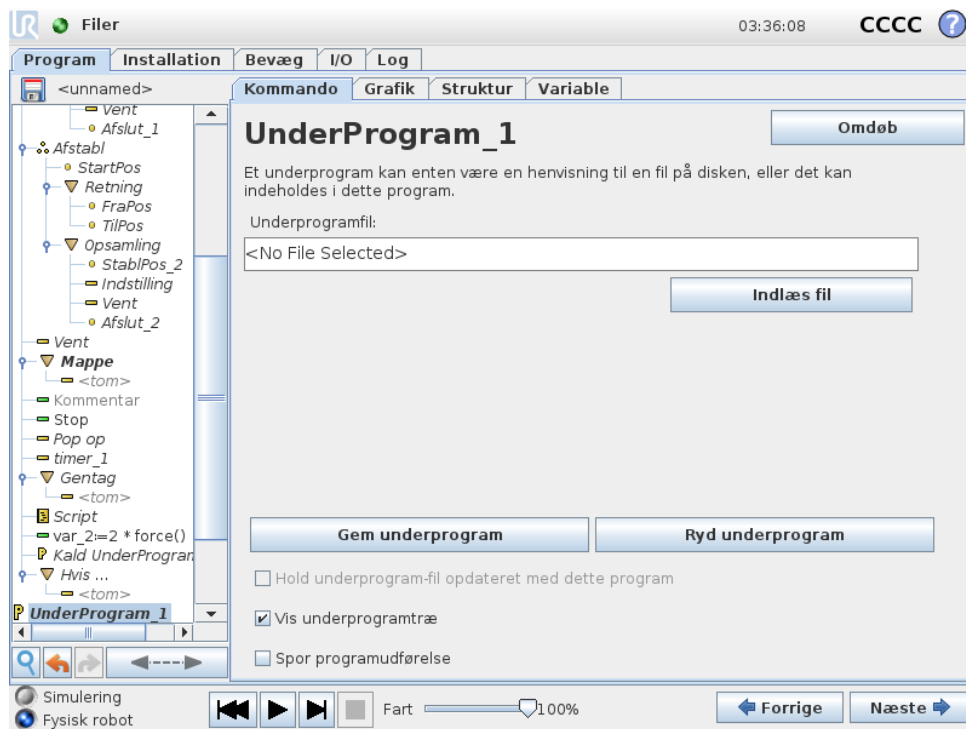 UR Filer 03:36:08 CCCC ?
Program Installation Bevæg I/O Log
<unnamed>
Kommando Grafik Struktur Variable
Vent
Afslut_1
Afstabl
StartPos
Retning
FraPos
TilPos
Opsamling
StablPos_2
Indstilling
Vent
Afslut_2
Vent
Mappe
<tom>
Kommentar
Stop
Pop op
timer_1
Gentag
<tom>
Script
var_2:=2 * force()
Kald UnderProgran
Hvis ...
<tom>
UnderProgram_1
UnderProgram_1
Omdøb
Et underprogram kan enten være en henvisning til en fil på disken, eller det kan
indeholdes i dette program.
Underprogramfil:
<No File Selected>
Indlæs fil
Gem underprogram
Ryd underprogram
Hold underprogram-fil opdateret med dette program
Vis underprogramtræ
Spor programudførelse
Simulering
Fysisk robot
Fart 100%
Forrige
Næste